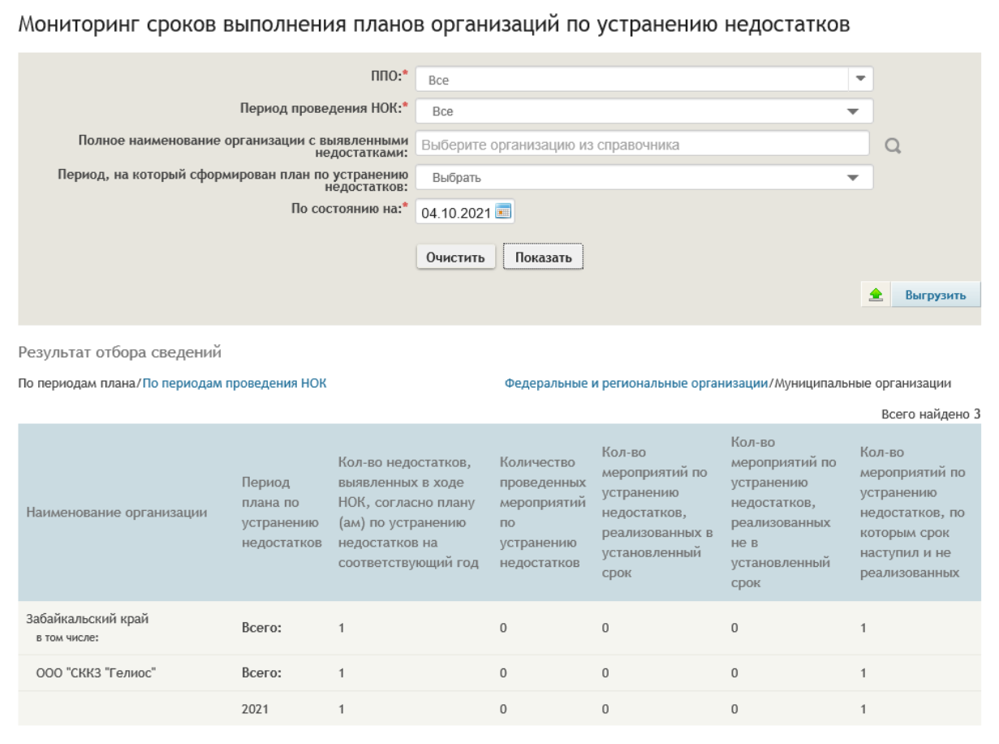 Мониторинг сроков выполнения планов организаций по устранению недостатков
ППО:*
Все
Период проведения НОК:*
Все
Полное наименование организации с выявленными
недостатками:
Выберите организацию из справочника
Период, на который сформирован план по устранению
недостатков:
Выбрать
По состоянию на:*
04.10.2021
Очистить
Показать
Выгрузить
Результат отбора сведений
По периодам плана/По периодам проведения НОК
Федеральные и региональные организации/Муниципальные организации
Всего найдено 3
Наименование организации
Период
плана по
устранению
недостатков
Кол-во недостатков,
выявленных в ходе
НОК, согласно плану
(ам) по устранению
недостатков на
соответствующий год
Количество
проведенных
мероприятий
по
устранению
недостатков
Кол-во
мероприятий по
устранению
недостатков,
реализованных в
установленный
срок
Кол-во
мероприятий по
устранению
недостатков,
реализованных
не в
установленный
срок
Кол-во
мероприятий по
устранению
недостатков, по
которым срок
наступил и не
реализованных
Забайкальский край
в том числе:
Всего:
1
0
0
0
1
ООО "СККЗ "Гелиос"
Всего:
1
0
0
0
1
2021
1
0
0
0
1